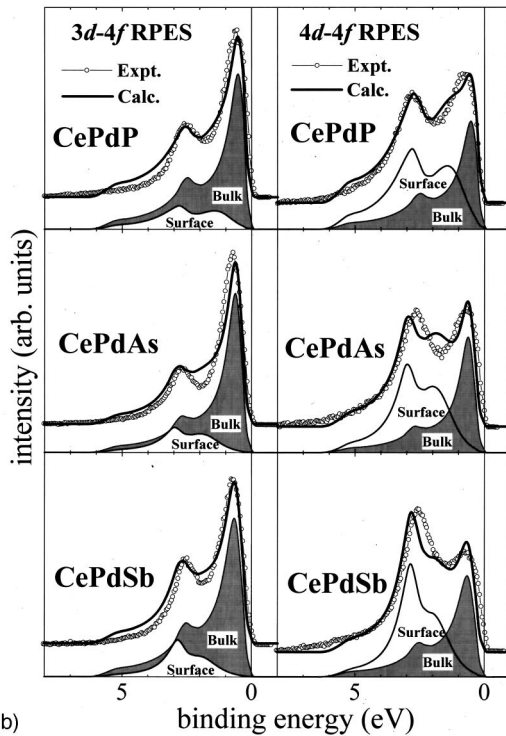 3d-4f RPES
Expt.
Calc.
CePdP
Bulk
Surface
4d-4f RPES
Expt.
Calc.
CePdP
Surface
Bulk
CePdAs
Bulk
Surface
CePdAs
Surface
Bulk
CePdSb
Bulk
Surface
CePdSb
Surface
Bulk
intensity (arb. units)
5 0 5 0
b) binding energy (eV)